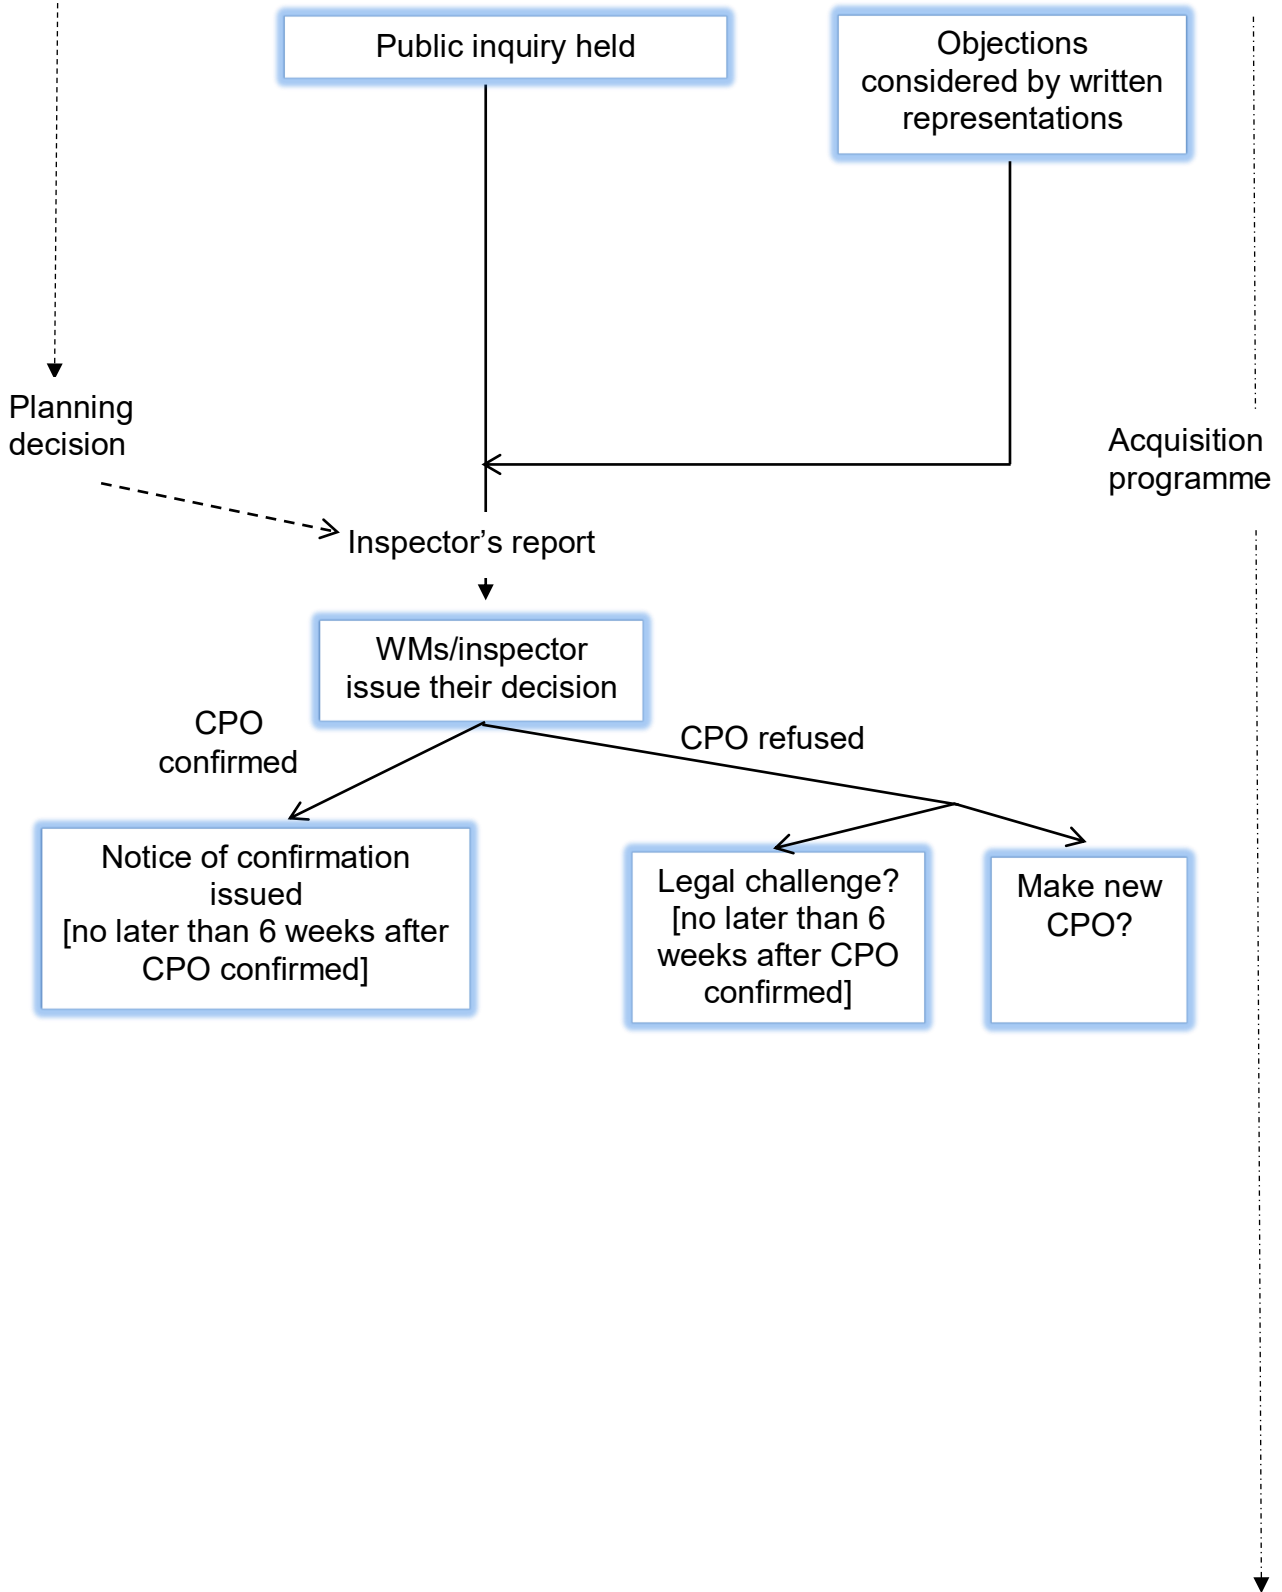 Public inquiry held
Objections
considered by written
representations
Planning
decision
Acquisition
programme
Inspector’s report
WMs/inspector
issue their decision
CPO
confirmed
CPO refused
Notice of confirmation
issued
[no later than 6 weeks after
CPO confirmed]
Legal challenge?
[no later than 6
weeks after CPO
confirmed]
Make new
CPO?